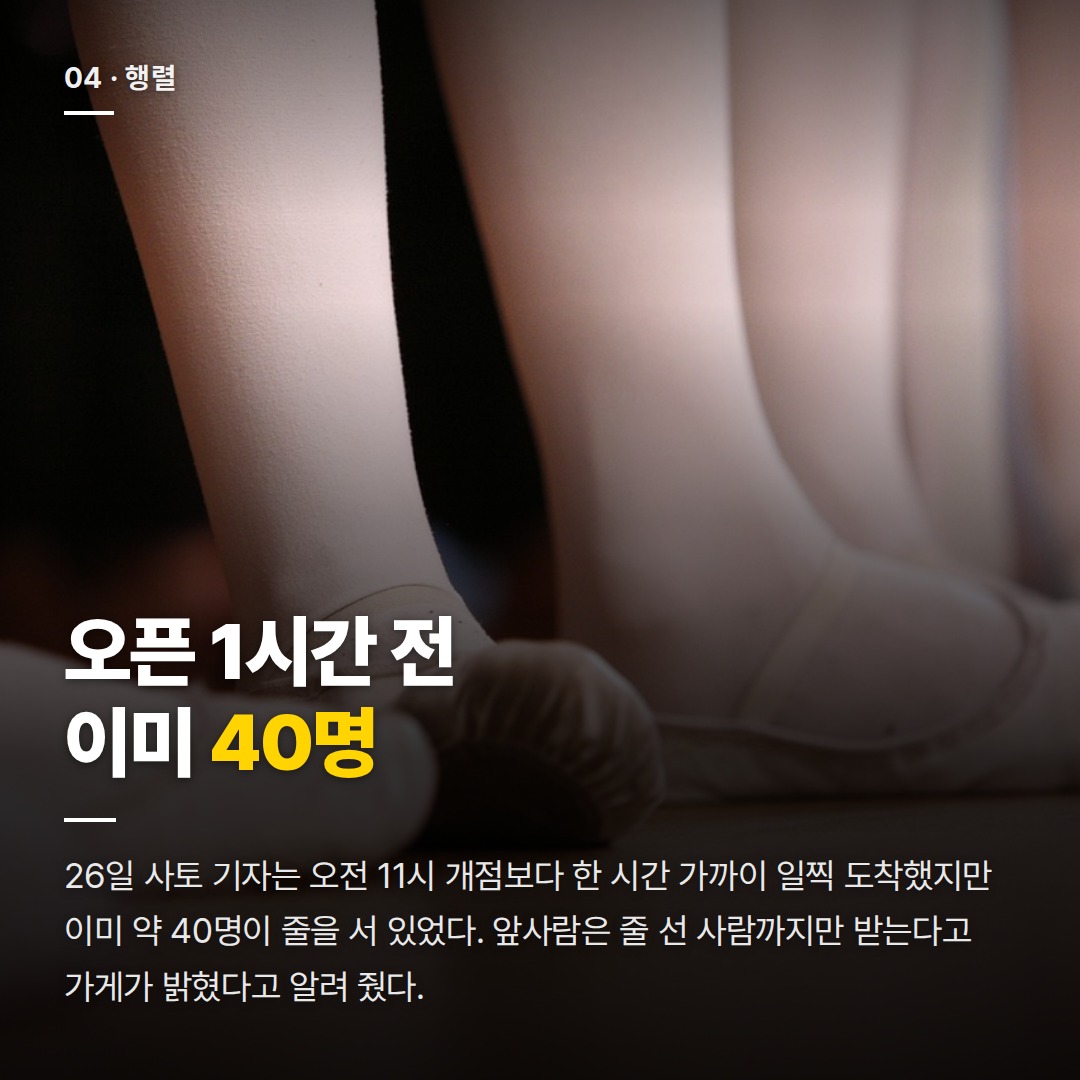 04 · 행렬
오픈 1시간 전
이미 40명
26일 사토 기자는 오전 11시 개점보다 한 시간 가까이 일찍 도착했지만
이미 약 40명이 줄을 서 있었다. 앞사람은 줄 선 사람까지만 받는다고
가게가 밝혔다고 알려 줬다.